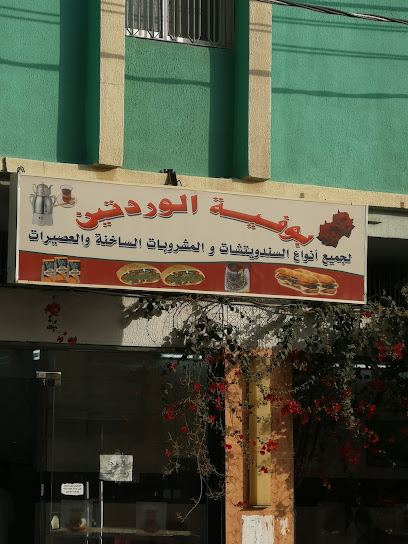 بوفية الوردتين
لجميع أنواع السندويتشات و المشروبات الساخنة والعصيرات